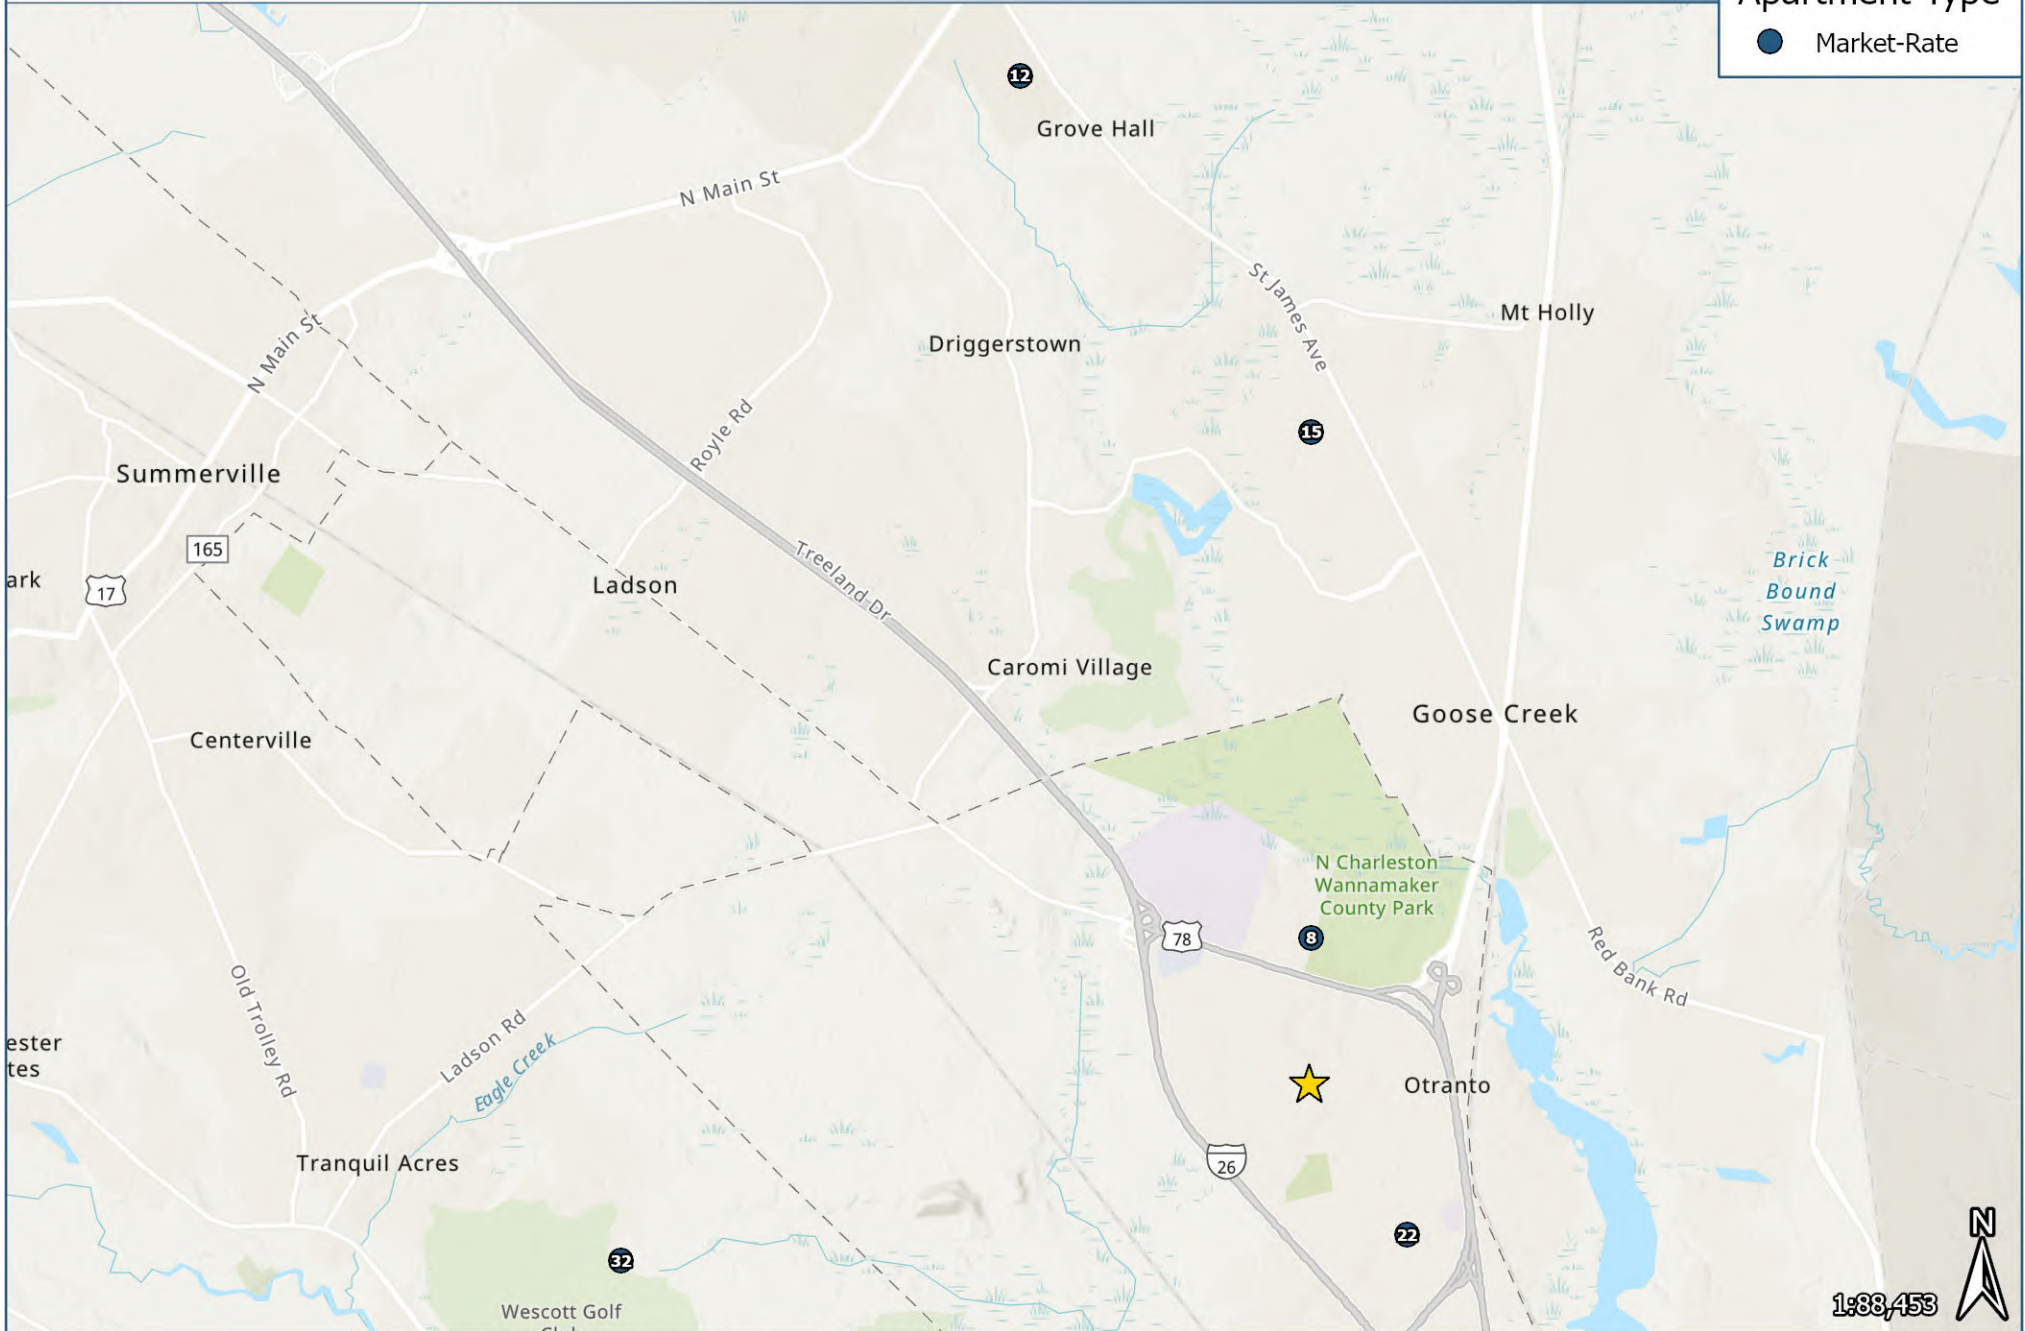 Apartment Type
Market-Rate
12
Grove Hall
N Main St
St James Ave
Mt Holly
N Main St
Driggerstown
15
Royle Rd
Summerville
165
Treeland Dr
Brick
Bound
Swamp
ark
17
Ladson
Caromi Village
Goose Creek
Centerville
N Charleston
Wannamaker
County Park
78
8
Red Bank Rd
Old Trolley Rd
Ladson Rd
Eagle Creek
ester
tes
Otranto
Tranquil Acres
26
22
32
N
Wescott Golf
Club
1:88,453